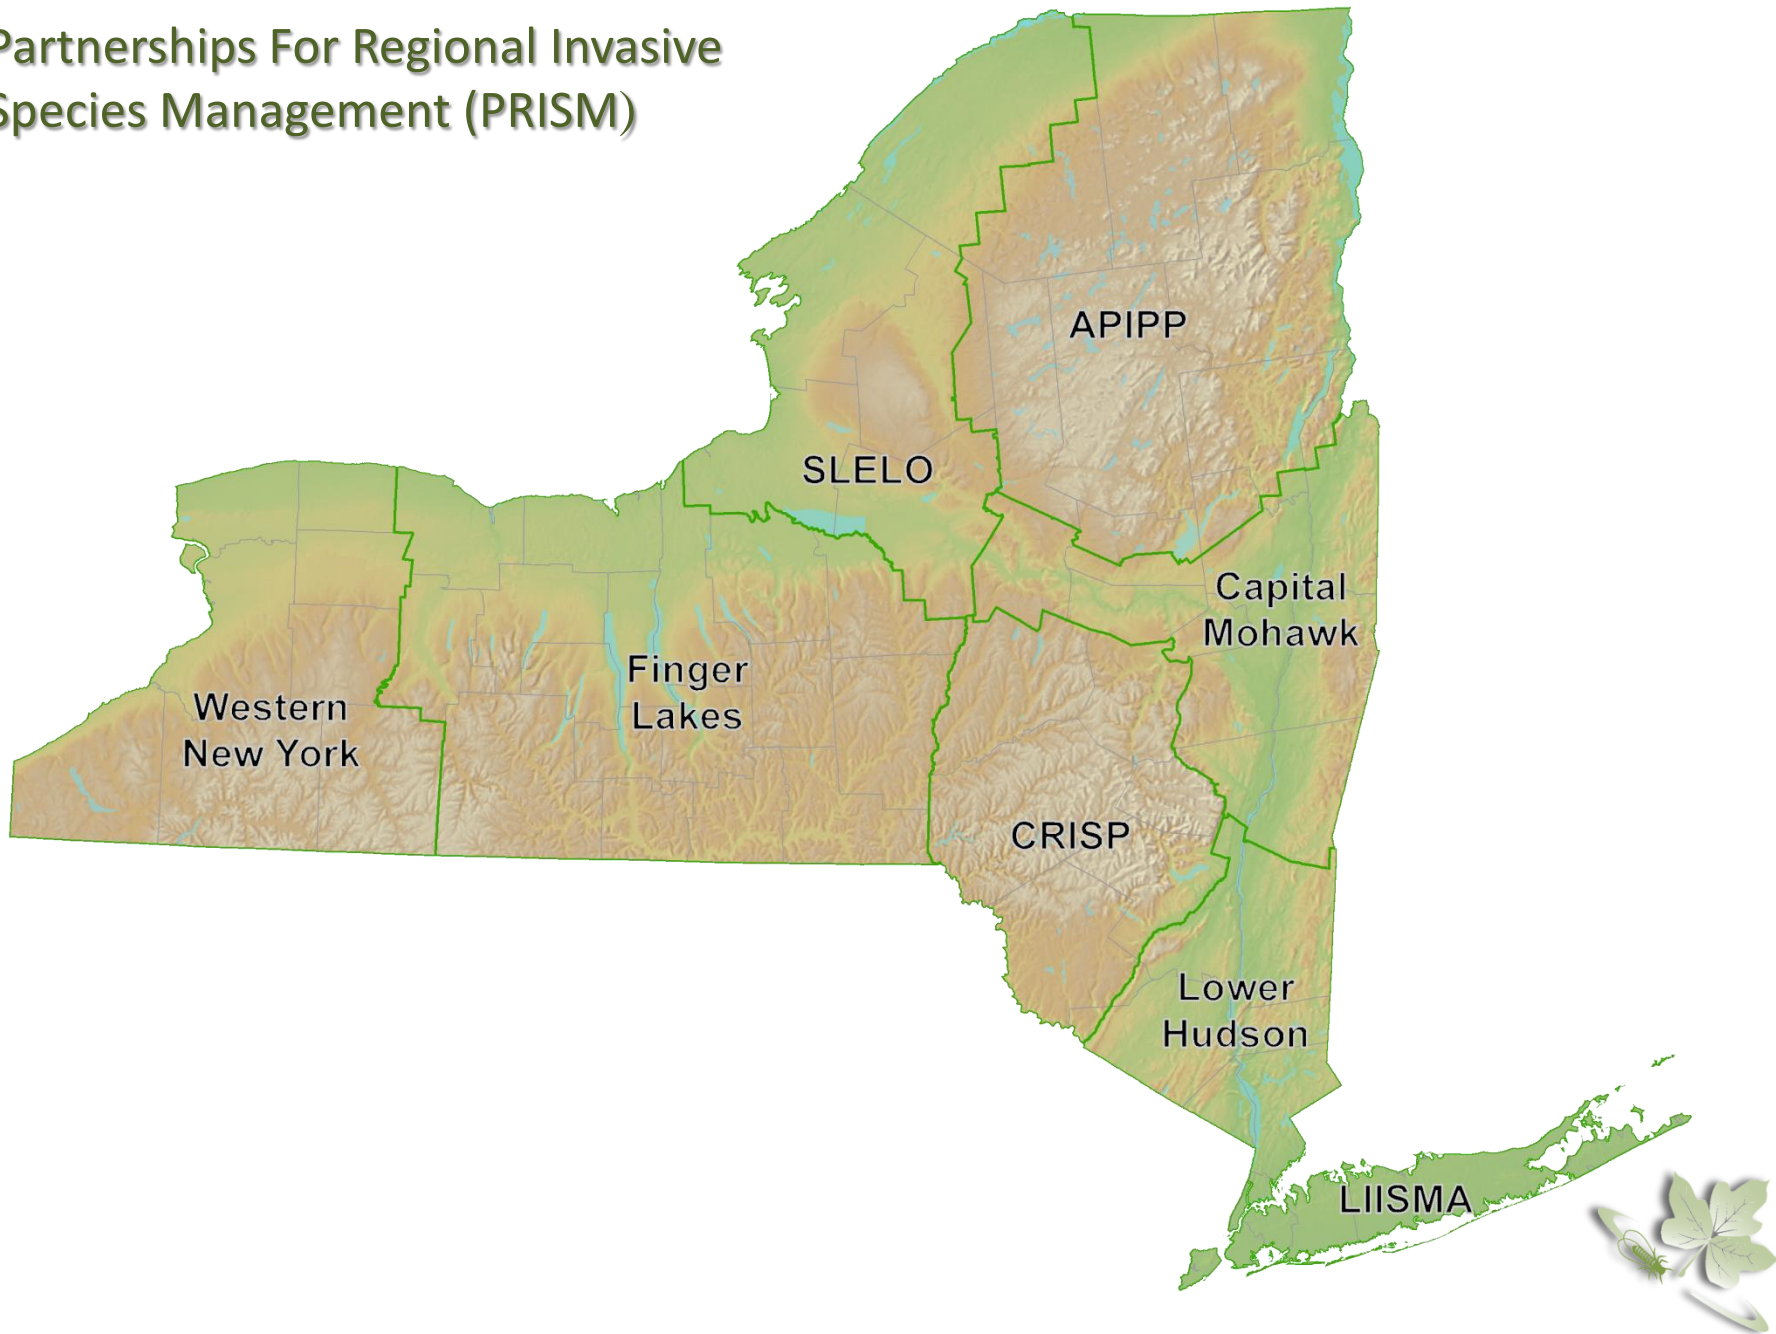 Partnerships For Regional Invasive
Species Management (PRISM)
APIPP
SLELO
Capital
Mohawk
Finger
Lakes
Western
New York
CRISP
Lower
Hudson
LIISMA